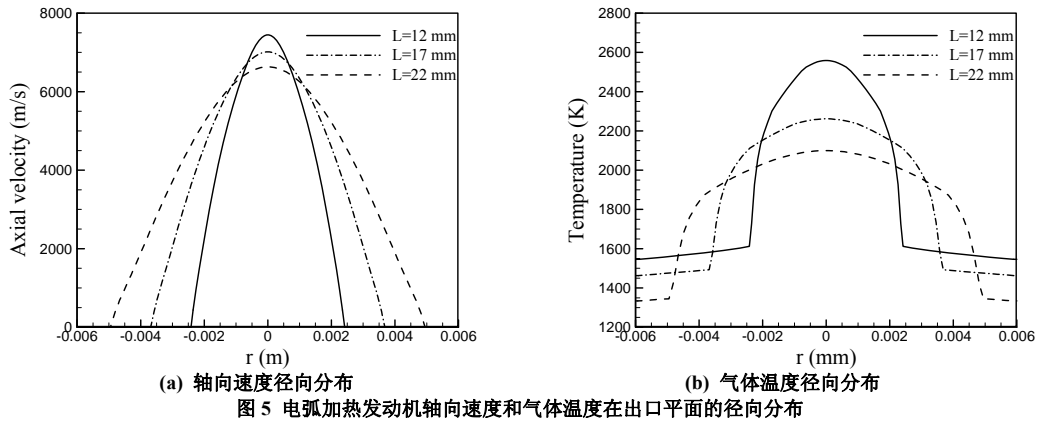 8000
6000
4000
2000
0
-0.006 -0.004 -0.002 0 0.002 0.004 0.006
Axial velocity (m/s)
r (m)
L=12 mm
L=17 mm
L=22 mm
(a) 轴向速度径向分布
2800
2600
2400
2200
2000
1800
1600
1400
1200
-0.006 -0.004 -0.002 0 0.002 0.004 0.006
Temperature (K)
r (mm)
L=12 mm
L=17 mm
L=22 mm
(b) 气体温度径向分布
图 5 电弧加热发动机轴向速度和气体温度在出口平面的径向分布